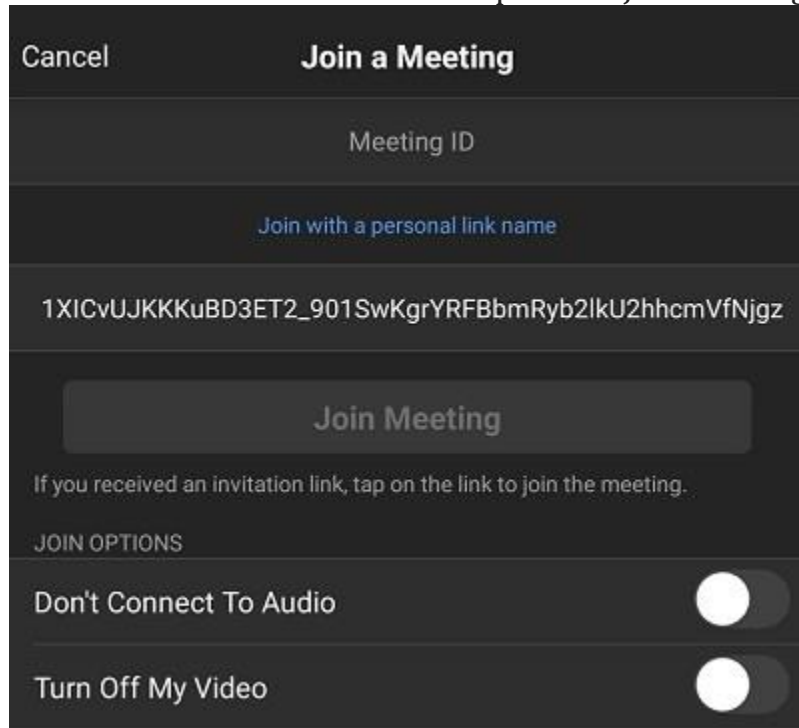 Cancel
Join a Meeting
Meeting ID
Join with a personal link name
1XICvUJKKKuBD3ET2_901SwKgrYRFBbmRyb2lkU2hhcmVfNjgz
Join Meeting
If you received an invitation link, tap on the link to join the meeting.
JOIN OPTIONS
Don't Connect To Audio
Turn Off My Video